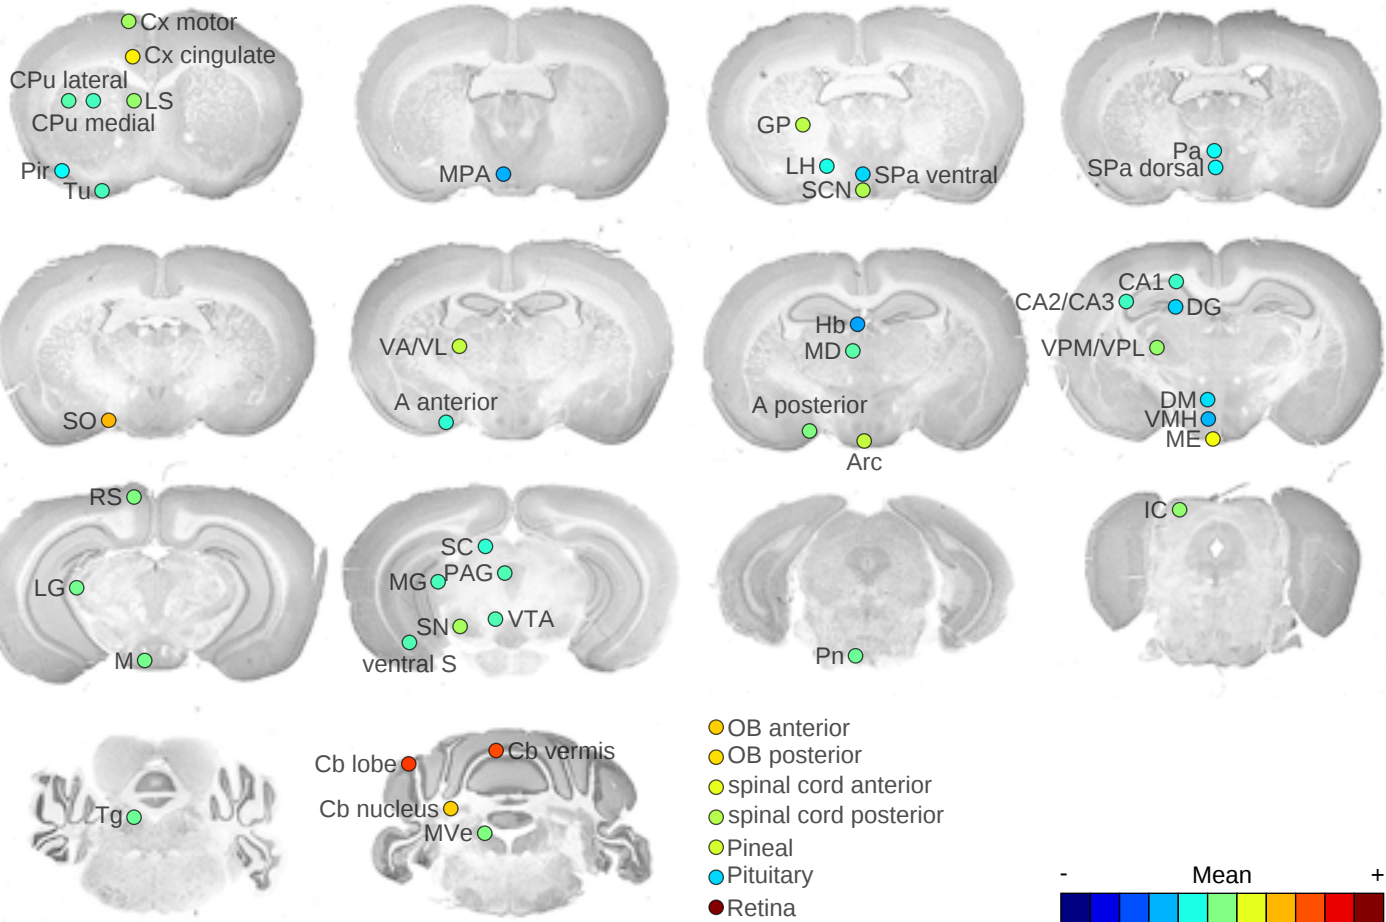 Cx motor
Cx cingulate
CPu lateral
LS
CPu medial
Pir
Tu
MPA
GP
LH
SPa ventral
SCN
Pa
SPa dorsal
SO
VA/VL
A anterior
Hb
MD
A posterior
Arc
CA1
CA2/CA3
DG
VPM/VPL
DM
VMH
ME
RS
LG
M
SC
MG
PAG
SN
VTA
ventral S
Pn
IC
Tg
Cb lobe
Cb vermis
Cb nucleus
MVe
OB anterior
OB posterior
spinal cord anterior
spinal cord posterior
Pineal
Pituitary
Retina
- Mean +